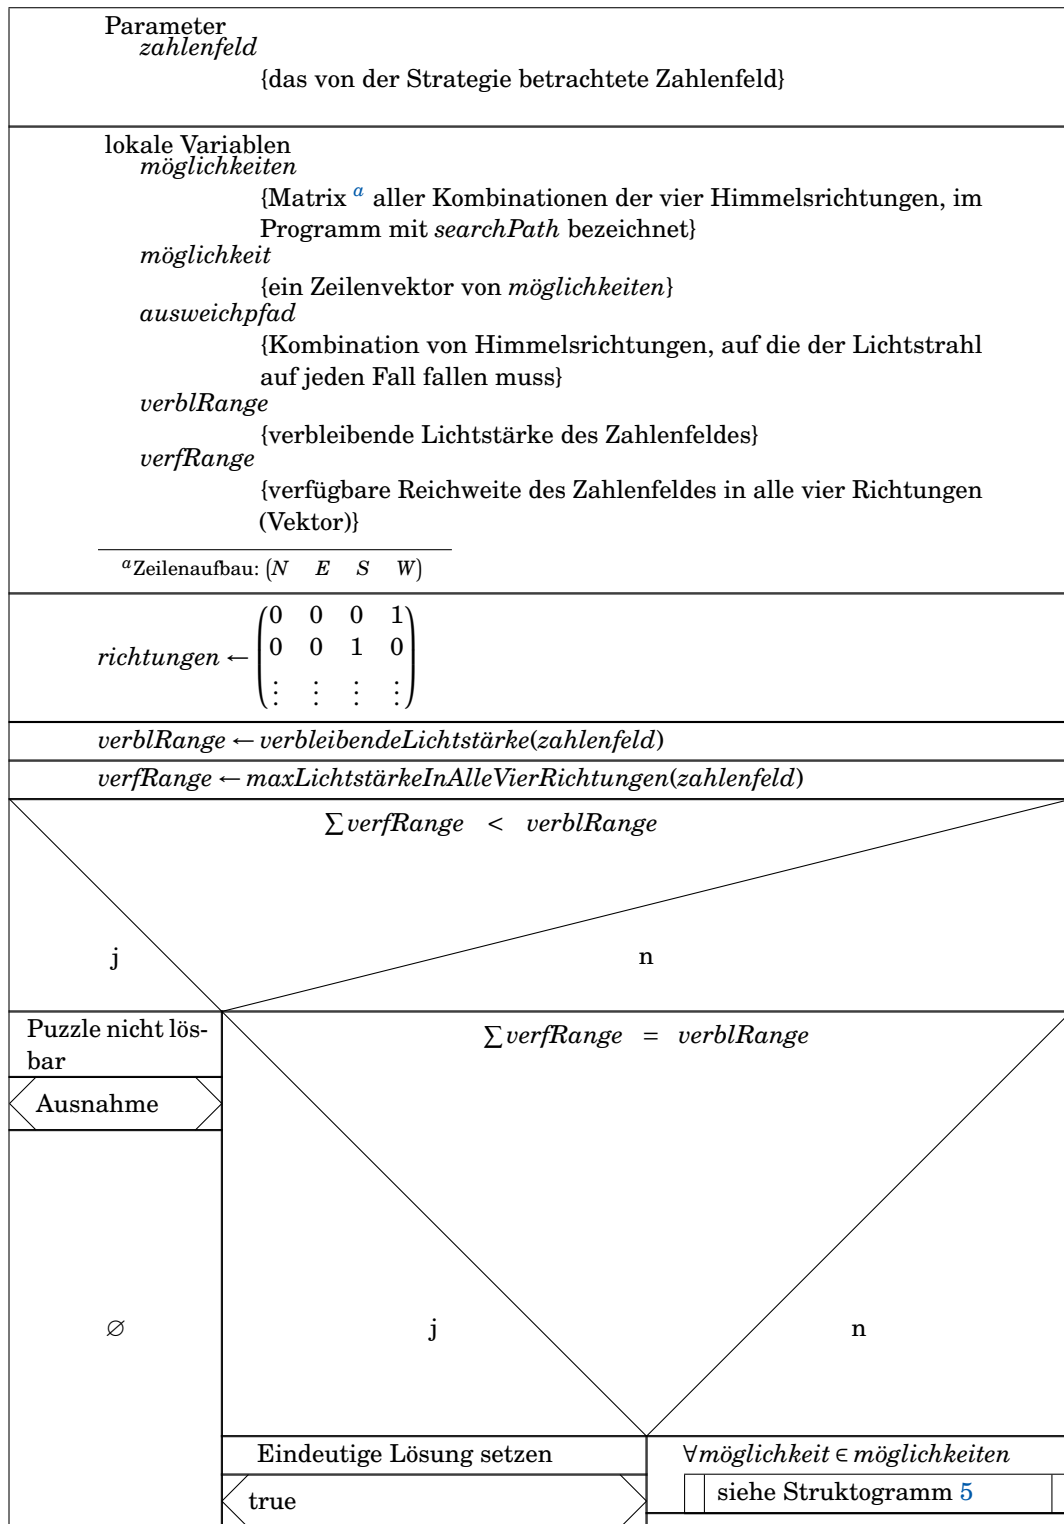 Parameter
zahlenfeld
{das von der Strategie betrachtete Zahlenfeld}
lokale Variablen
möglichkeiten
{Matrix a aller Kombinationen der vier Himmelsrichtungen, im
Programm mit searchPath bezeichnet}
möglichkeit
{ein Zeilenvektor von möglichkeiten}
ausweichpfad
{Kombination von Himmelsrichtungen, auf die der Lichtstrahl
auf jeden Fall fallen muss}
verblRange
{verbleibende Lichtstärke des Zahlenfeldes}
verfRange
{verfügbare Reichweite des Zahlenfeldes in alle vier Richtungen
(Vektor)}
aZeilenaufbau: (N E S W)
0 0 0 1
richtungen ← 0 0 1 0
⋮ ⋮ ⋮ ⋮
verblRange ← verbleibendeLichtstärke(zahlenfeld)
verfRange ← maxLichtstärkeInAlleVierRichtungen(zahlenfeld)
∑ verfRange < verblRange
j n
Puzzle nicht lös-
bar
∑ verfRange = verblRange
Ausnahme
∅ j n
Eindeutige Lösung setzen
∀möglichkeit ∈ möglichkeiten
true
siehe Struktogramm 5